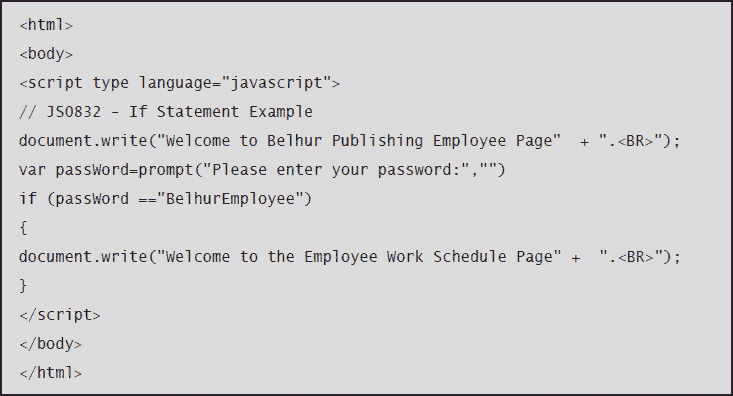 <html>
<body>
<script type language="javascript">
// JS0832 - If Statement Example
document.write("Welcome to Belhur Publishing Employee Page"  + ".<BR>");
var passWord=prompt("Please enter your password:","")
if (passWord =="BelhurEmployee")
{
document.write("Welcome to the Employee Work Schedule Page" +  ".<BR>");
}
</script>
</body>
</html>